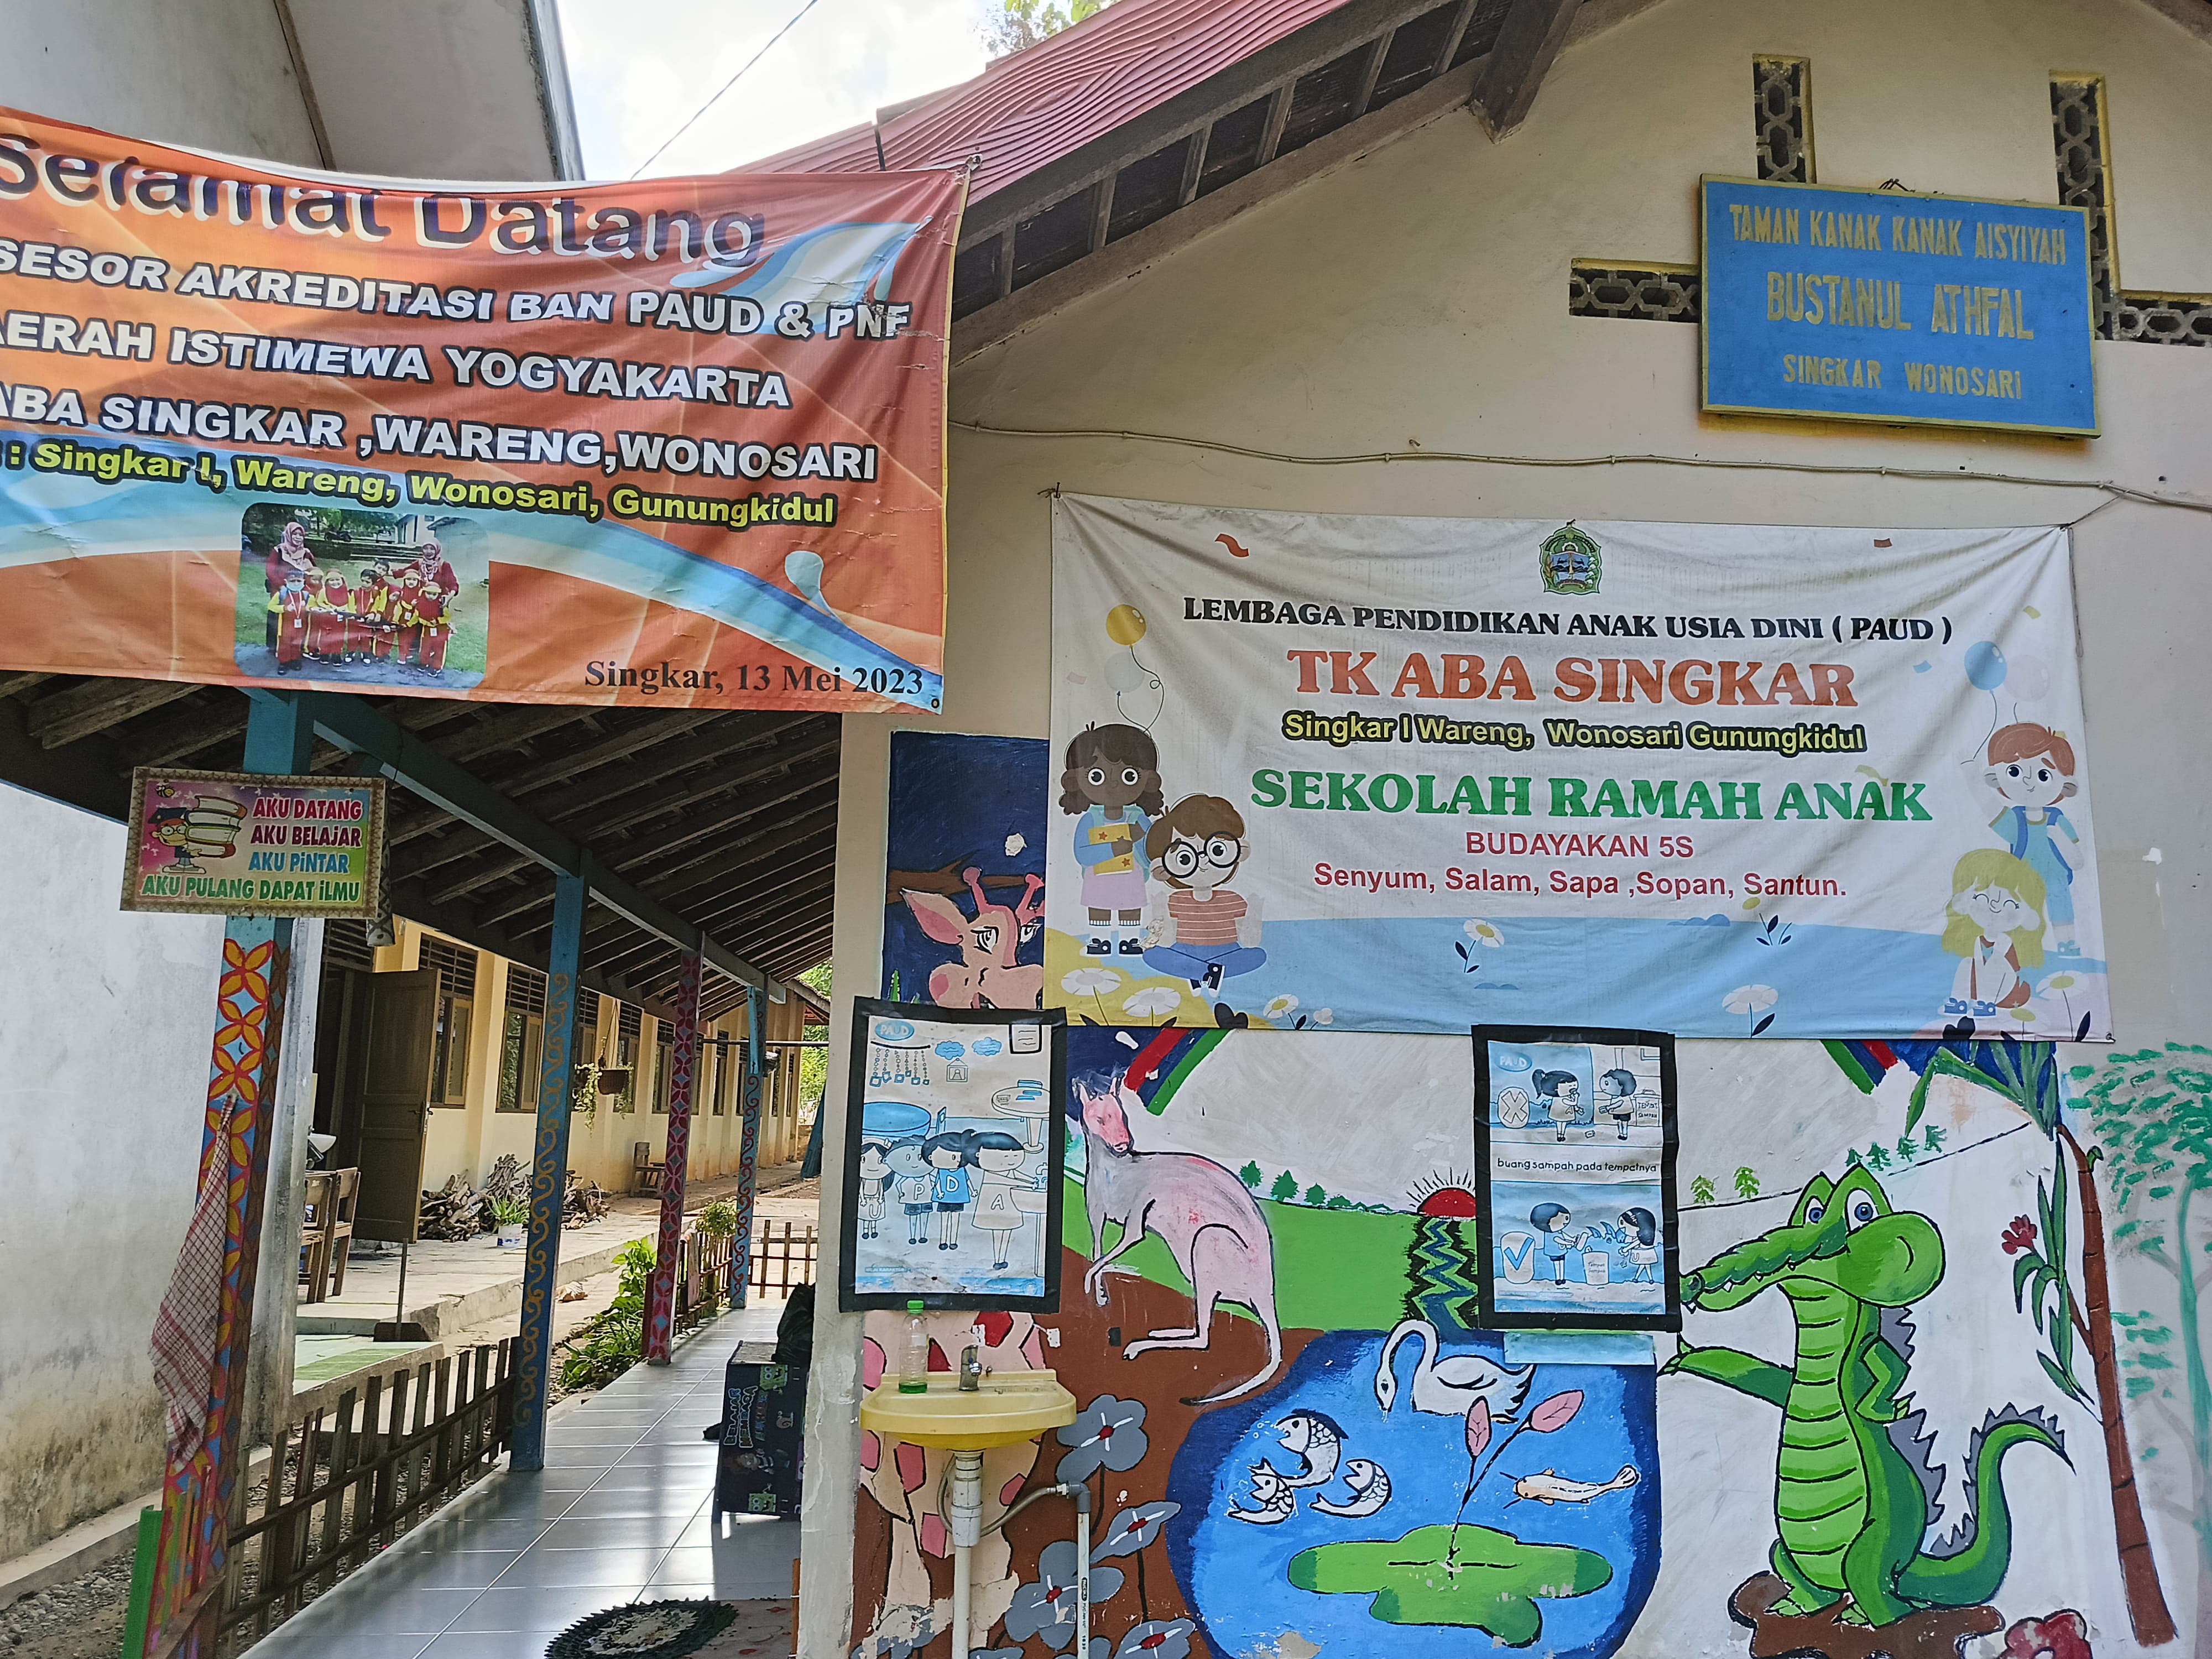 Selamat Datang
SESOR AKREDITASI BAN PAUD & PNF
AERAH ISTIMEWA YOGYAKARTA
ABA SINGKAR ,WARENG,WONOSARI
: Singkar I, Wareng, Wonosari, Gunungkidul
Singkar, 13 Mei 2023
TAMAN KANAK KANAK AISYIYAH
BUSTANUL ATHFAL
SINGKAR WONOSARI
LEMBAGA PENDIDIKAN ANAK USIA DINI ( PAUD )
TK ABA SINGKAR
Singkar I Wareng, Wonosari Gunungkidul
SEKOLAH RAMAH ANAK
BUDAYAKAN 5S
Senyum, Salam, Sapa ,Sopan, Santun.
AKU DATANG
AKU BELAJAR
AKU PINTAR
AKU PULANG DAPAT ILMU
PAUD
A
U P D A
PAUD
buang sampah pada tempatnya